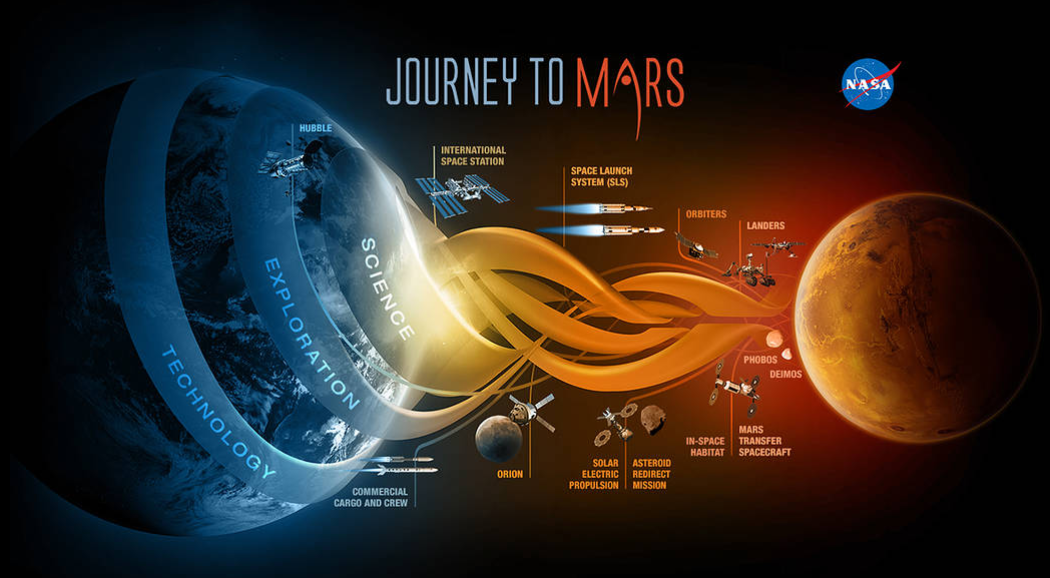 JOURNEY TO MARS
NASA
HUBBLE
INTERNATIONAL
SPACE STATION
SPACE LAUNCH
SYSTEM (SLS)
ORBITERS
LANDERS
SCIENCE
EXPLORATION
TECHNOLOGY
PHOBOS
DEIMOS
COMMERCIAL
CARGO AND CREW
ORION
SOLAR
ELECTRIC
PROPULSION
ASTEROID
REDIRECT
MISSION
IN-SPACE
HABITAT
MARS
TRANSFER
SPACECRAFT